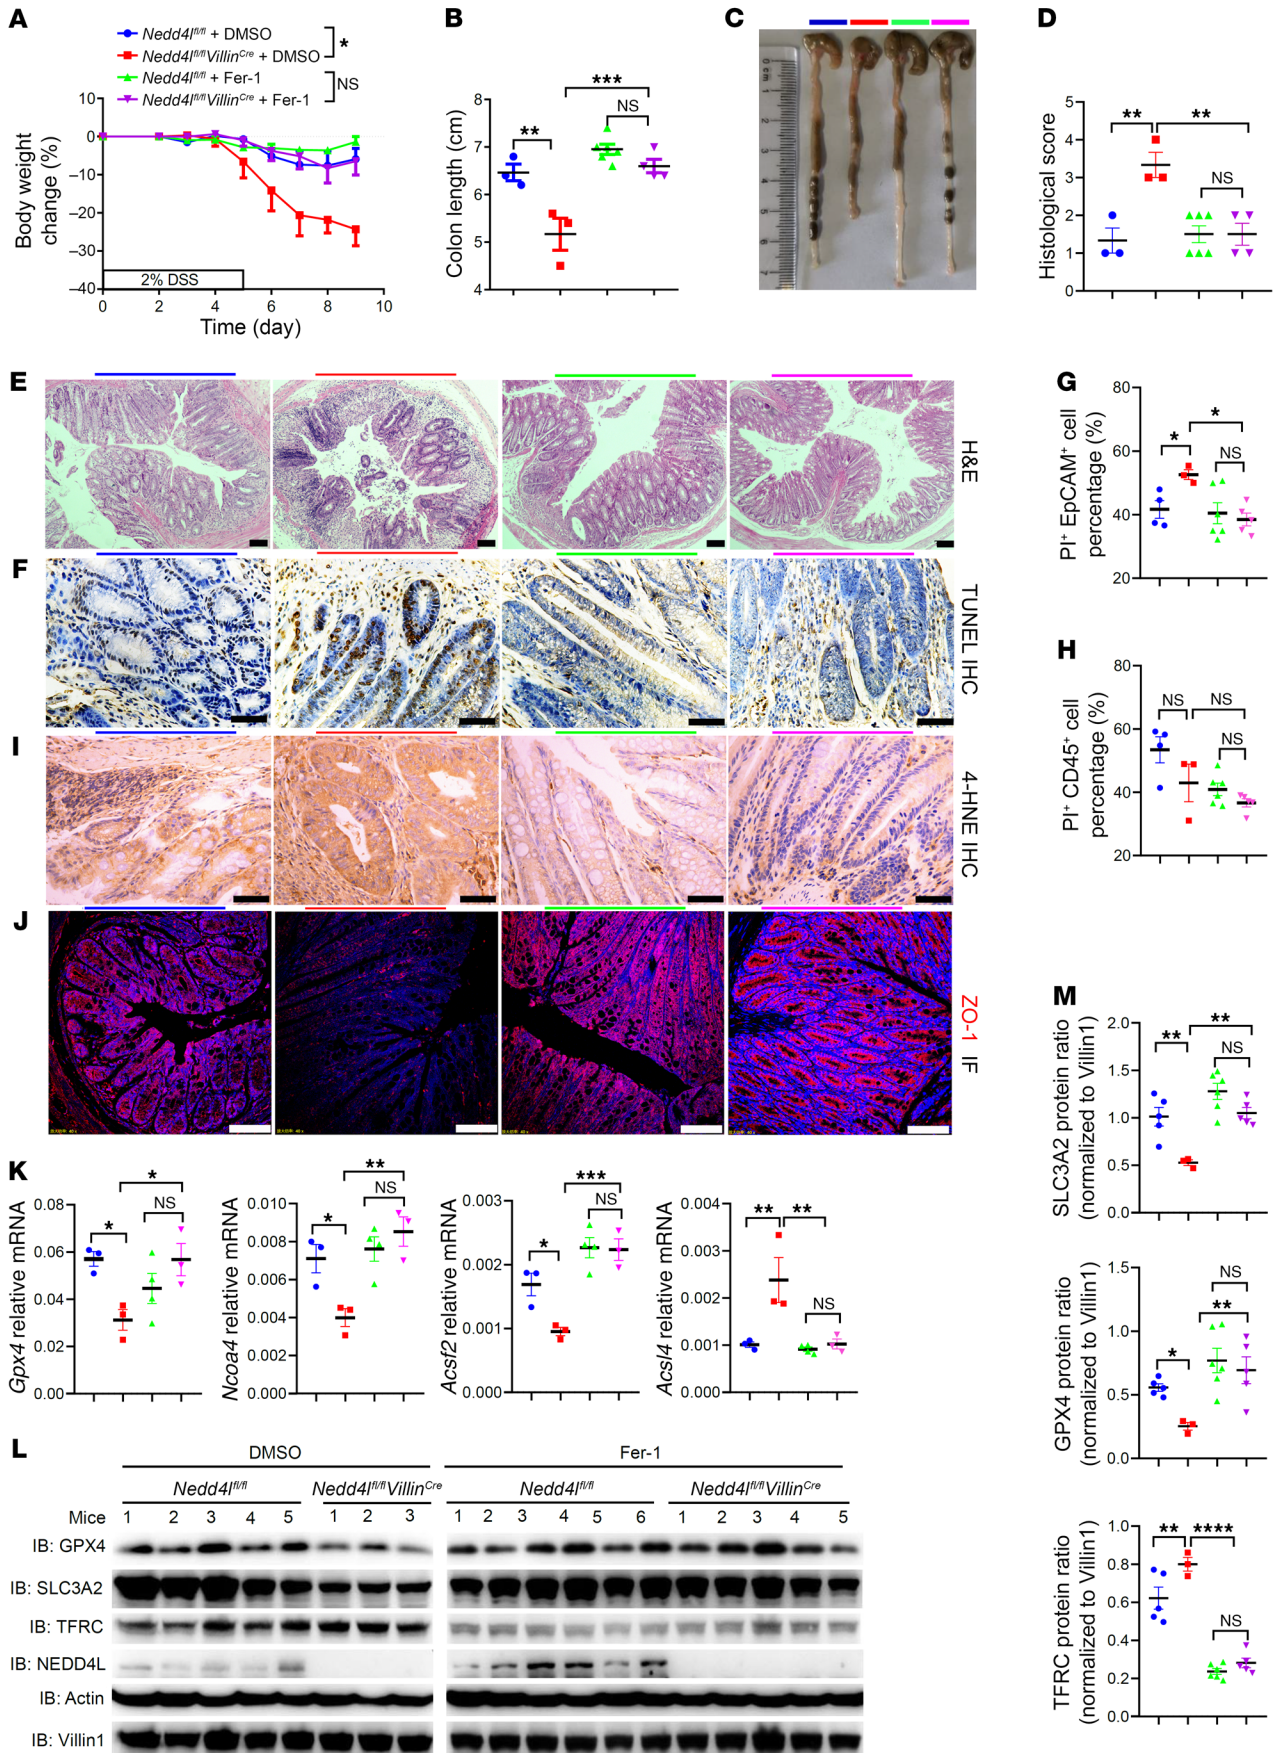 A
Nedd4l^fl/fl + DMSO
Nedd4l^fl/fl Villin^Cre + DMSO
*
Nedd4l^fl/fl + Fer-1
Nedd4l^fl/fl Villin^Cre + Fer-1
NS
Body weight
change (%)
10
0
–10
–20
–30
–40
2% DSS
0 2 4 6 8 10
Time (day)
B
Colon length (cm)
8
7
6
5
4
**
***
NS
C
0 cm 1 2 3 4 5 6 7
D
Histological score
5
4
3
2
1
0
**
**
NS
E
H&E
F
TUNEL IHC
G
PI+ EpCAM+ cell
percentage (%)
80
60
40
20
*
*
NS
H
PI+ CD45+ cell
percentage (%)
80
60
40
20
NS
NS
NS
I
4-HNE IHC
J
ZO-1 IF
K
Gpx4 relative mRNA
0.08
0.06
0.04
0.02
0.00
*
*
NS
Ncoa4 relative mRNA
0.010
0.008
0.006
0.004
0.002
0.000
*
**
NS
Acsf2 relative mRNA
0.003
0.002
0.001
0.000
*
***
NS
Acsl4 relative mRNA
0.004
0.003
0.002
0.001
0.000
**
**
NS
L
DMSO Fer-1
Nedd4l^fl/fl Nedd4l^fl/fl Villin^Cre Nedd4l^fl/fl Nedd4l^fl/fl Villin^Cre
Mice 1 2 3 4 5 1 2 3 1 2 3 4 5 6 1 2 3 4 5
IB: GPX4
IB: SLC3A2
IB: TFRC
IB: NEDD4L
IB: Actin
IB: Villin1
M
SLC3A2 protein ratio
(normalized to Villin1)
2.0
1.5
1.0
0.5
0.0
**
**
NS
GPX4 protein ratio
(normalized to Villin1)
1.5
1.0
0.5
0.0
*
**
NS
TFRC protein ratio
(normalized to Villin1)
1.0
0.8
0.6
0.4
0.2
0.0
**
****
NS